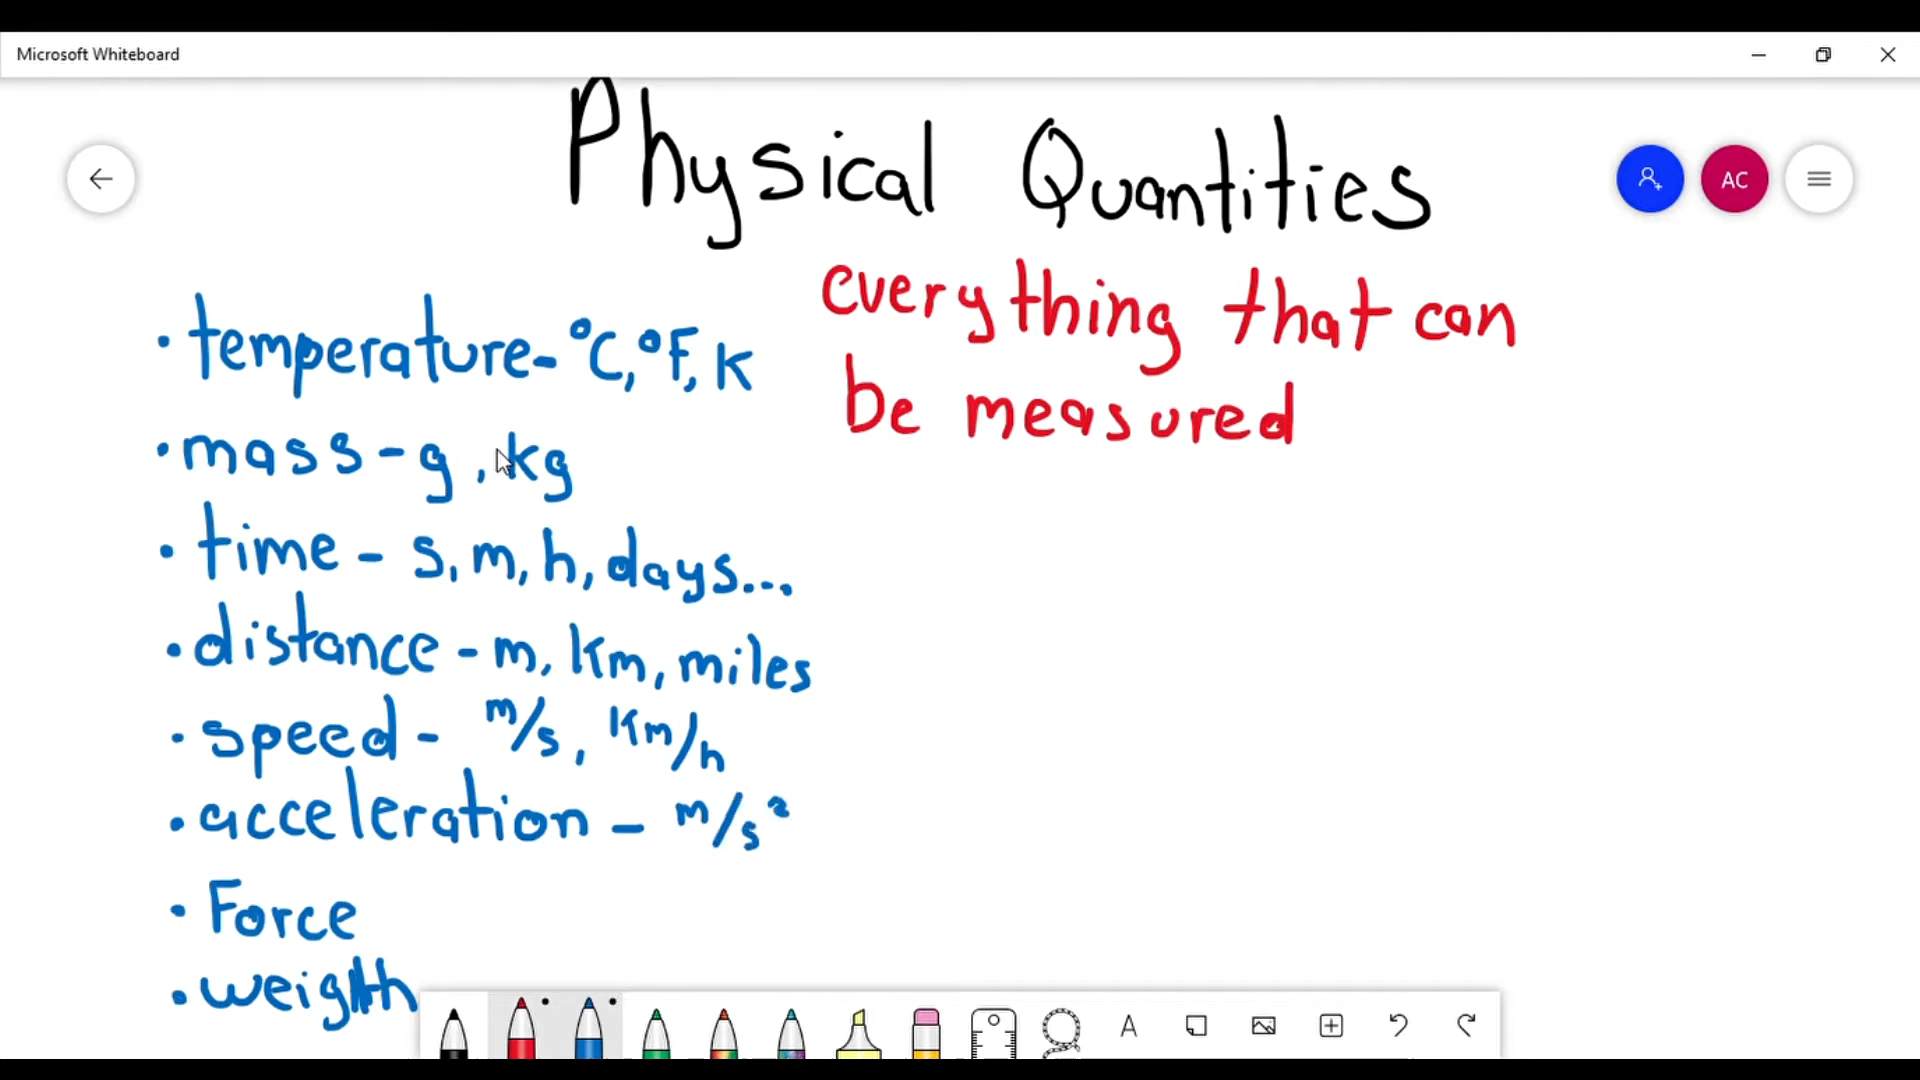 Microsoft Whiteboard
Physical Quantities
AC
everything that can
be measured
• temperature - °C, °F, K
• mass - g, kg
• time - s, m, h, days...
• distance - m, km, miles
• speed - m/s, km/h
• acceleration - m/s²
• Force
• weigth
A